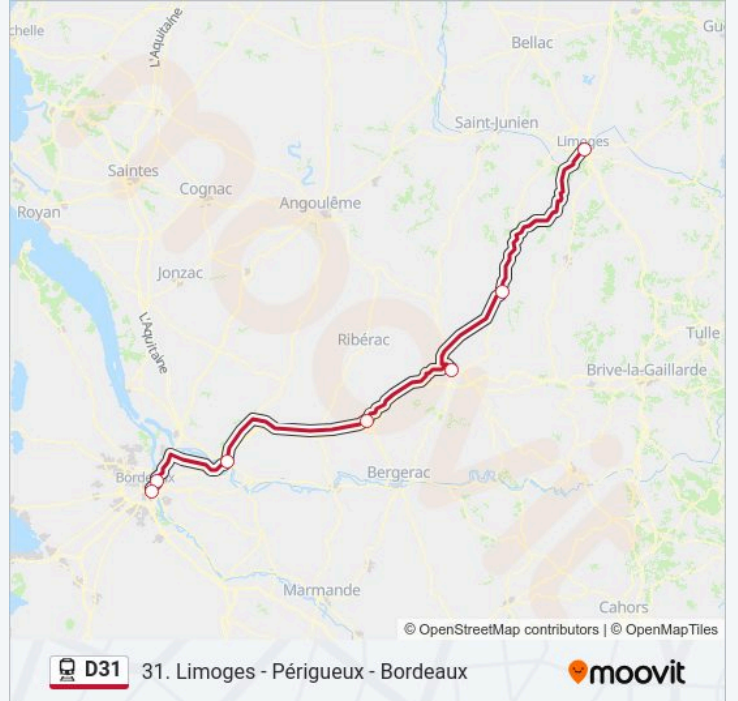 chelle
L'Aquitaine
Bellac
Gu
Saint-Junien
Limoges
Saintes
Cognac
Angoulême
Royan
Jonzac
L'Aquitaine
Ribérac
Tulle
Brive-la-Gaillarde
Bordeaux
Bergerac
Marmande
Cahors
moovit
© OpenStreetMap contributors | © OpenMapTiles
D31 31. Limoges - Périgueux - Bordeaux
moovit